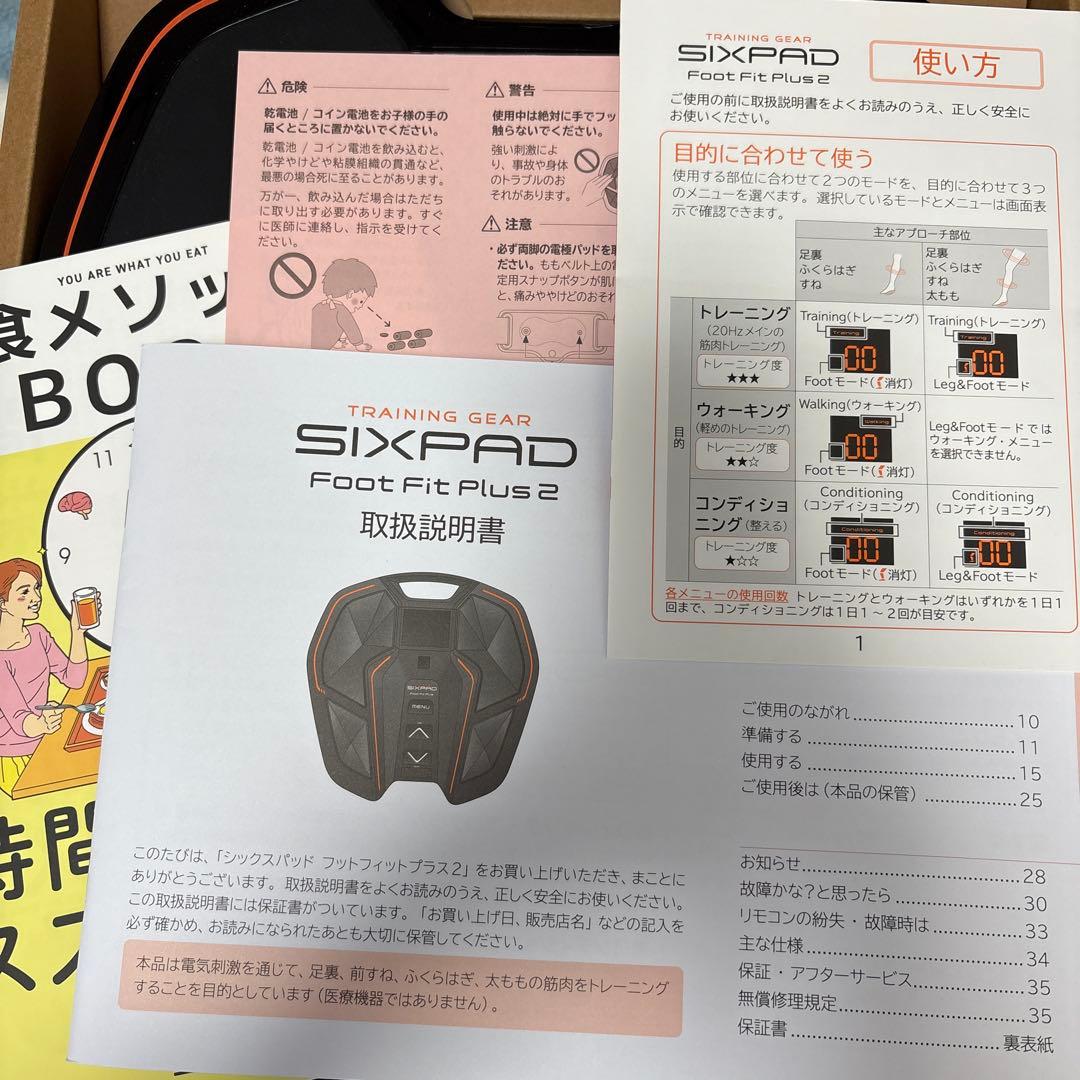 危険
乾電池 / コイン電池をお子様の手の
届くところに置かないでください。
乾電池 / コイン電池を飲み込むと、
化学やけどや粘膜組織の貫通など、
最悪の場合死に至ることがあります。
万が一、飲み込んだ場合はただち
に取り出す必要があります。すぐ
に医師に連絡し、指示を受けてく
ださい。
警告
使用中は絶対に手でフッ
触らないでください。
強い刺激によ
り、事故や身体
のトラブルのお
それがあります。
注意
・必ず両脚の電極パッドを取
ださい。ももベルト上の電
定用スナップボタンが肌に
と、痛みややけどのおそれ
TRAINING GEAR
SIXPAD
Foot Fit Plus 2
使い方
ご使用の前に取扱説明書をよくお読みのうえ、正しく安全に
お使いください。
目的に合わせて使う
使用する部位に合わせて2つのモードを、目的に合わせて3つ
のメニューを選べます。選択しているモードとメニューは画面表
示で確認できます。
主なアプローチ部位
足裏
ふくらはぎ
すね
足裏
ふくらはぎ
すね
太もも
目的
トレーニング
(20Hzメインの
筋肉トレーニング)
トレーニング度
★★★
Training(トレーニング)
Training
00
Footモード(消灯)
Training(トレーニング)
Training
00
Leg&Footモード
ウォーキング
(軽めのトレーニング)
トレーニング度
★★☆
Walking(ウォーキング)
Walking
00
Footモード(消灯)
Leg&Footモードでは
ウォーキング・メニュー
を選択できません。
コンディショ
ニング(整える)
トレーニング度
★☆☆
Conditioning
(コンディショニング)
Conditioning
00
Footモード(消灯)
Conditioning
(コンディショニング)
Conditioning
00
Leg&Footモード
各メニューの使用回数 トレーニングとウォーキングはいずれかを1日1
回まで、コンディショニングは1日1～2回が目安です。
1
YOU ARE WHAT YOU EAT
食メソッ
BO
11
9
時間
TRAINING GEAR
SIXPAD
Foot Fit Plus 2
取扱説明書
SIXPAD
Foot Fit Plus
MENU
このたびは、「シックスパッド フットフィットプラス2」をお買い上げいただき、まことに
ありがとうございます。取扱説明書をよくお読みのうえ、正しく安全にお使いください。
この取扱説明書には保証書がついています。「お買い上げ日、販売店名」などの記入を
必ず確かめ、お読みになられたあとも大切に保管してください。
本品は電気刺激を通じて、足裏、前すね、ふくらはぎ、太ももの筋肉をトレーニング
することを目的としています(医療機器ではありません)。
ご使用のながれ......10
準備する......11
使用する......15
ご使用後は(本品の保管)......25
お知らせ......28
故障かな?と思ったら......30
リモコンの紛失・故障時は......33
主な仕様......34
保証・アフターサービス......35
無償修理規定......35
保証書......裏表紙